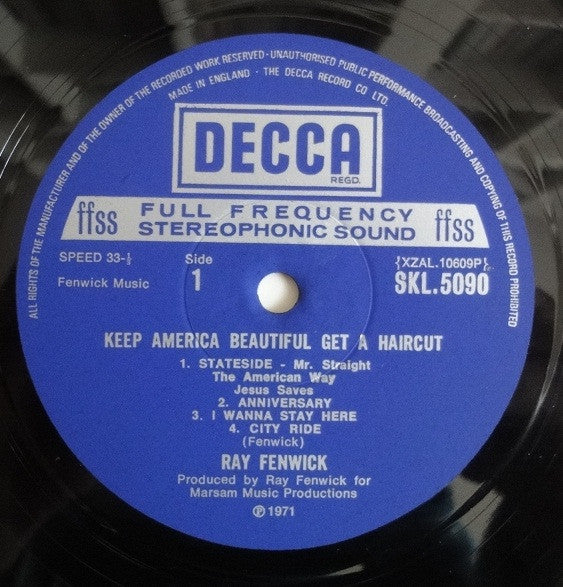 ALL RIGHTS OF THE MANUFACTURER AND OF THE OWNER OF THE RECORDED WORK RESERVED · UNAUTHORISED PUBLIC PERFORMANCE BROADCASTING AND COPYING OF THIS RECORD PROHIBITED
MADE IN ENGLAND · THE DECCA RECORD CO LTD.
DECCA
REGD.
ffss FULL FREQUENCY STEREOPHONIC SOUND ffss
SPEED 33-⅓ Side 1 {XZAL.10609P}
Fenwick Music SKL.5090
KEEP AMERICA BEAUTIFUL GET A HAIRCUT
1. STATESIDE - Mr. Straight
The American Way
Jesus Saves
2. ANNIVERSARY
3. I WANNA STAY HERE
4. CITY RIDE
(Fenwick)
RAY FENWICK
Produced by Ray Fenwick for
Marsam Music Productions
℗ 1971